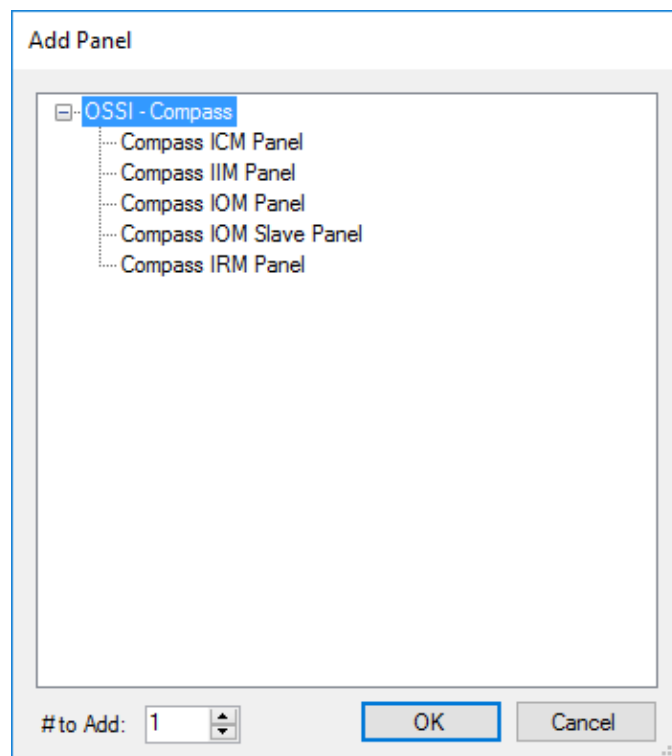 Add Panel
OSSI - Compass
Compass ICM Panel
Compass IIM Panel
Compass IOM Panel
Compass IOM Slave Panel
Compass IRM Panel
# to Add: 1 OK Cancel